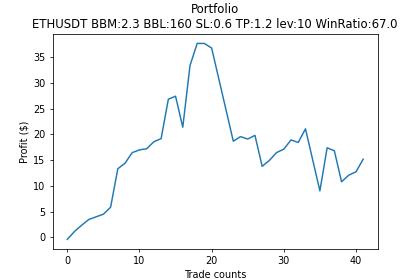 Portfolio
ETHUSDT BBM:2.3 BBL:160 SL:0.6 TP:1.2 lev:10 WinRatio:67.0
35
30
25
20
15
10
5
0
Profit ($)
0 10 20 30 40
Trade counts